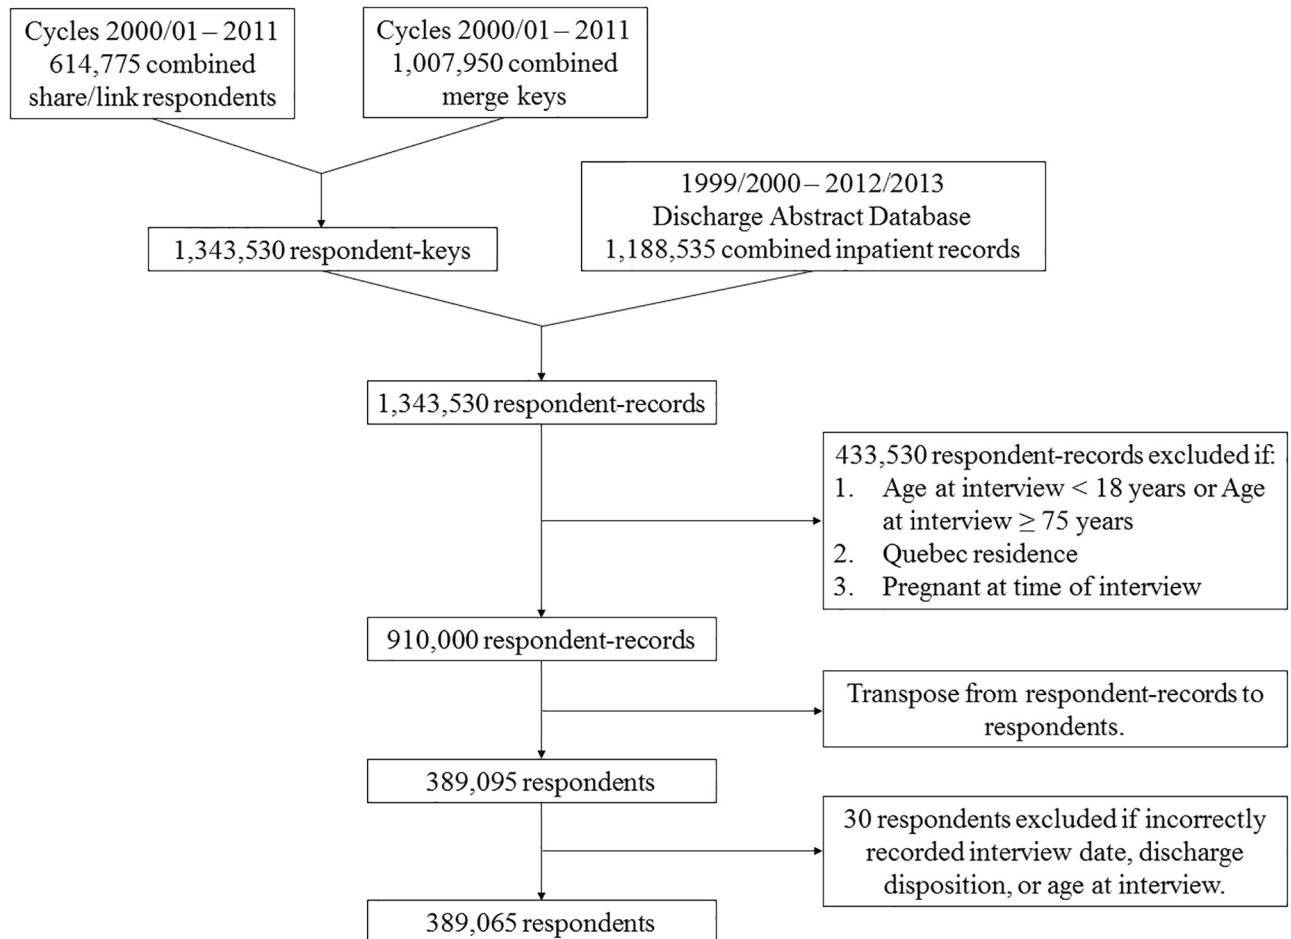 Cycles 2000/01 – 2011
614,775 combined
share/link respondents
Cycles 2000/01 – 2011
1,007,950 combined
merge keys
1999/2000 – 2012/2013
Discharge Abstract Database
1,188,535 combined inpatient records
1,343,530 respondent-keys
1,343,530 respondent-records
433,530 respondent-records excluded if:
1. Age at interview < 18 years or Age
at interview ≥ 75 years
2. Quebec residence
3. Pregnant at time of interview
910,000 respondent-records
Transpose from respondent-records to
respondents.
389,095 respondents
30 respondents excluded if incorrectly
recorded interview date, discharge
disposition, or age at interview.
389,065 respondents